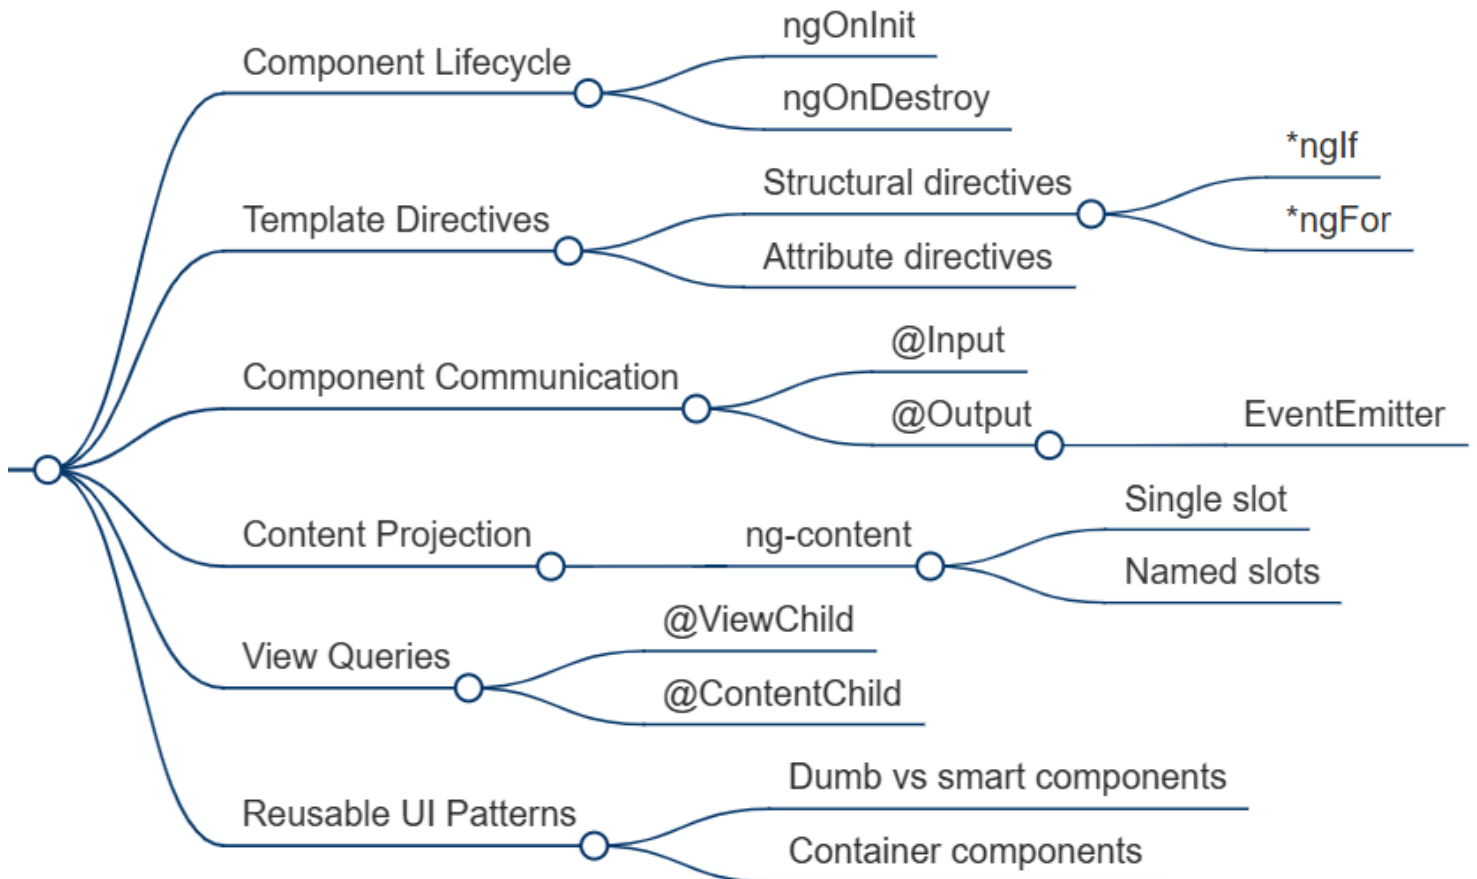 Component Lifecycle
ngOnInit
ngOnDestroy
Template Directives
Structural directives
*ngIf
*ngFor
Attribute directives
Component Communication
@Input
@Output
EventEmitter
Content Projection
ng-content
Single slot
Named slots
View Queries
@ViewChild
@ContentChild
Reusable UI Patterns
Dumb vs smart components
Container components